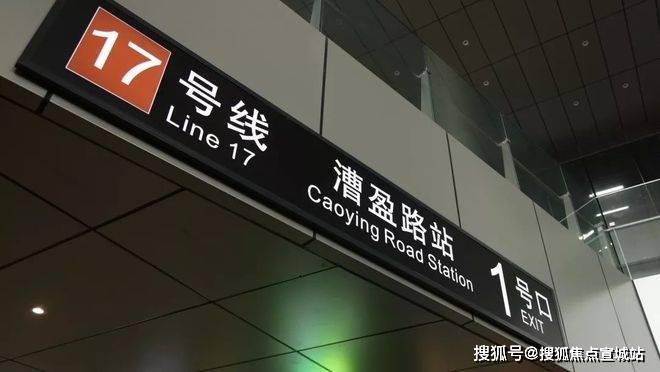 17 号线
Line 17
漕盈路站
Caoying Road Station
1 号口
EXIT
搜狐号@搜狐焦点宣城站